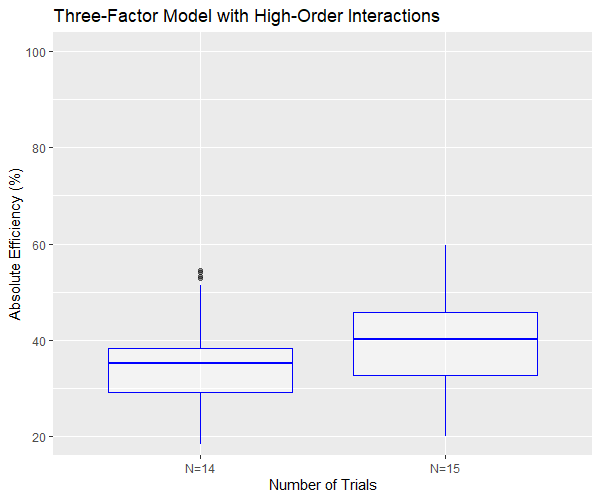 Three-Factor Model with High-Order Interactions
Absolute Efficiency (%)
100
80
60
40
20
N=14
N=15
Number of Trials